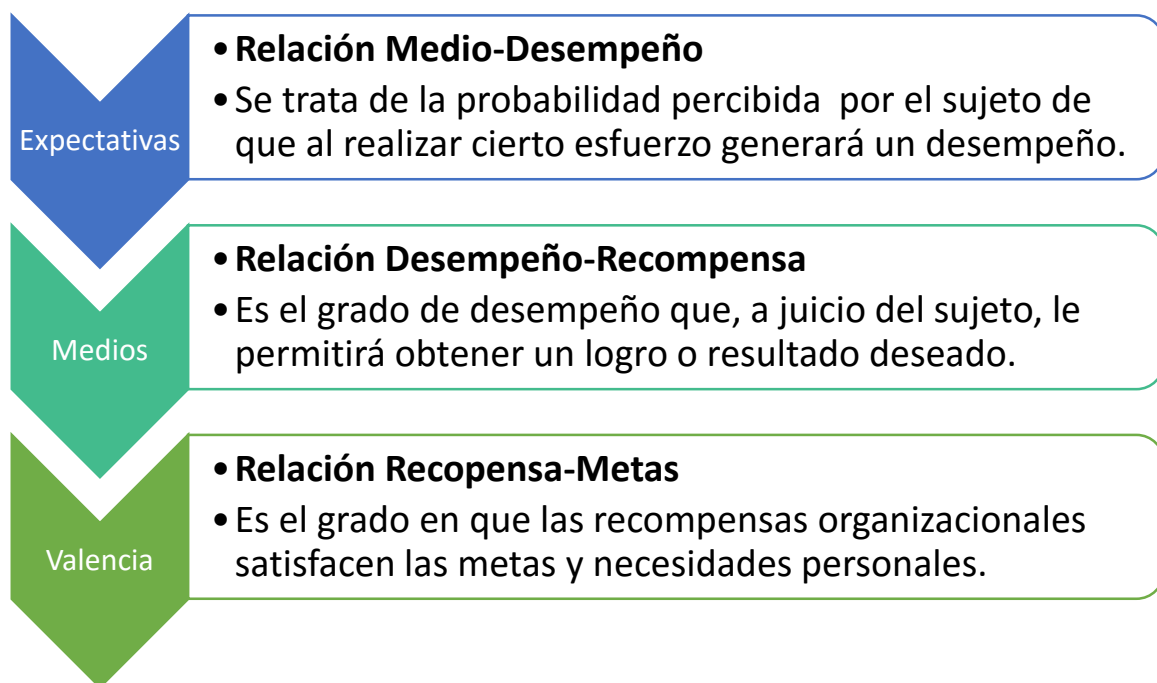 Expectativas
• Relación Medio-Desempeño
• Se trata de la probabilidad percibida por el sujeto de
que al realizar cierto esfuerzo generará un desempeño.
Medios
• Relación Desempeño-Recompensa
• Es el grado de desempeño que, a juicio del sujeto, le
permitirá obtener un logro o resultado deseado.
Valencia
• Relación Recopensa-Metas
• Es el grado en que las recompensas organizacionales
satisfacen las metas y necesidades personales.